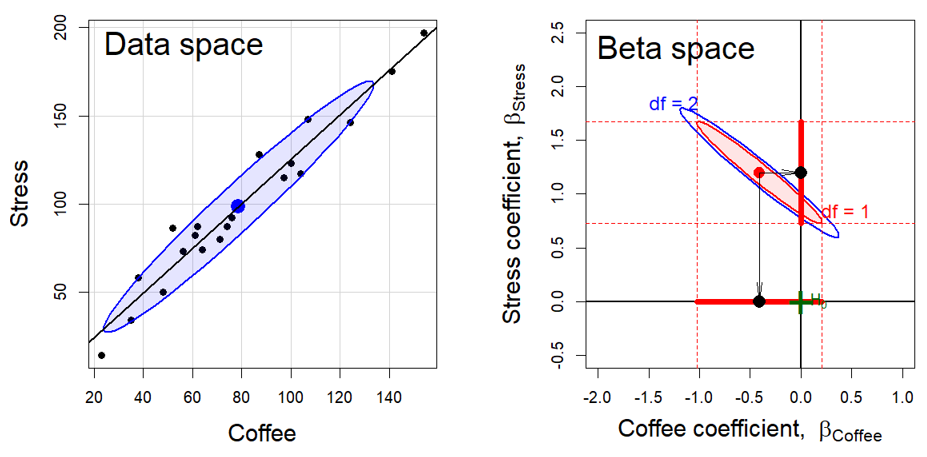 Data space
Stress
50
100
150
200
20
40
60
80
100
120
140
Coffee
Beta space
df = 2
df = 1
H0
Stress coefficient, βStress
-0.5
0.0
0.5
1.0
1.5
2.0
2.5
-2.0
-1.5
-1.0
-0.5
0.0
0.5
1.0
Coffee coefficient, βCoffee